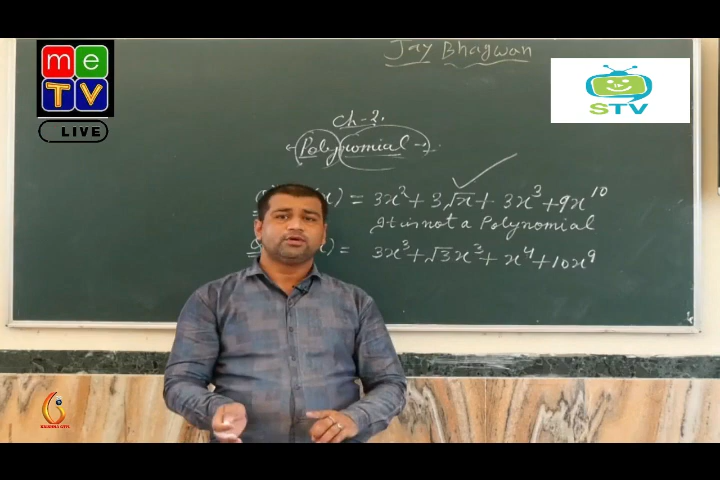 Jay Bhagwan
me
TV
LIVE
STV
Ch-2.
Polynomial
x) = 3x² + 3√x + 3x³ + 9x¹⁰
It is not a Polynomial
) = 3x³ + √3x³ + x⁴ + 10x⁹